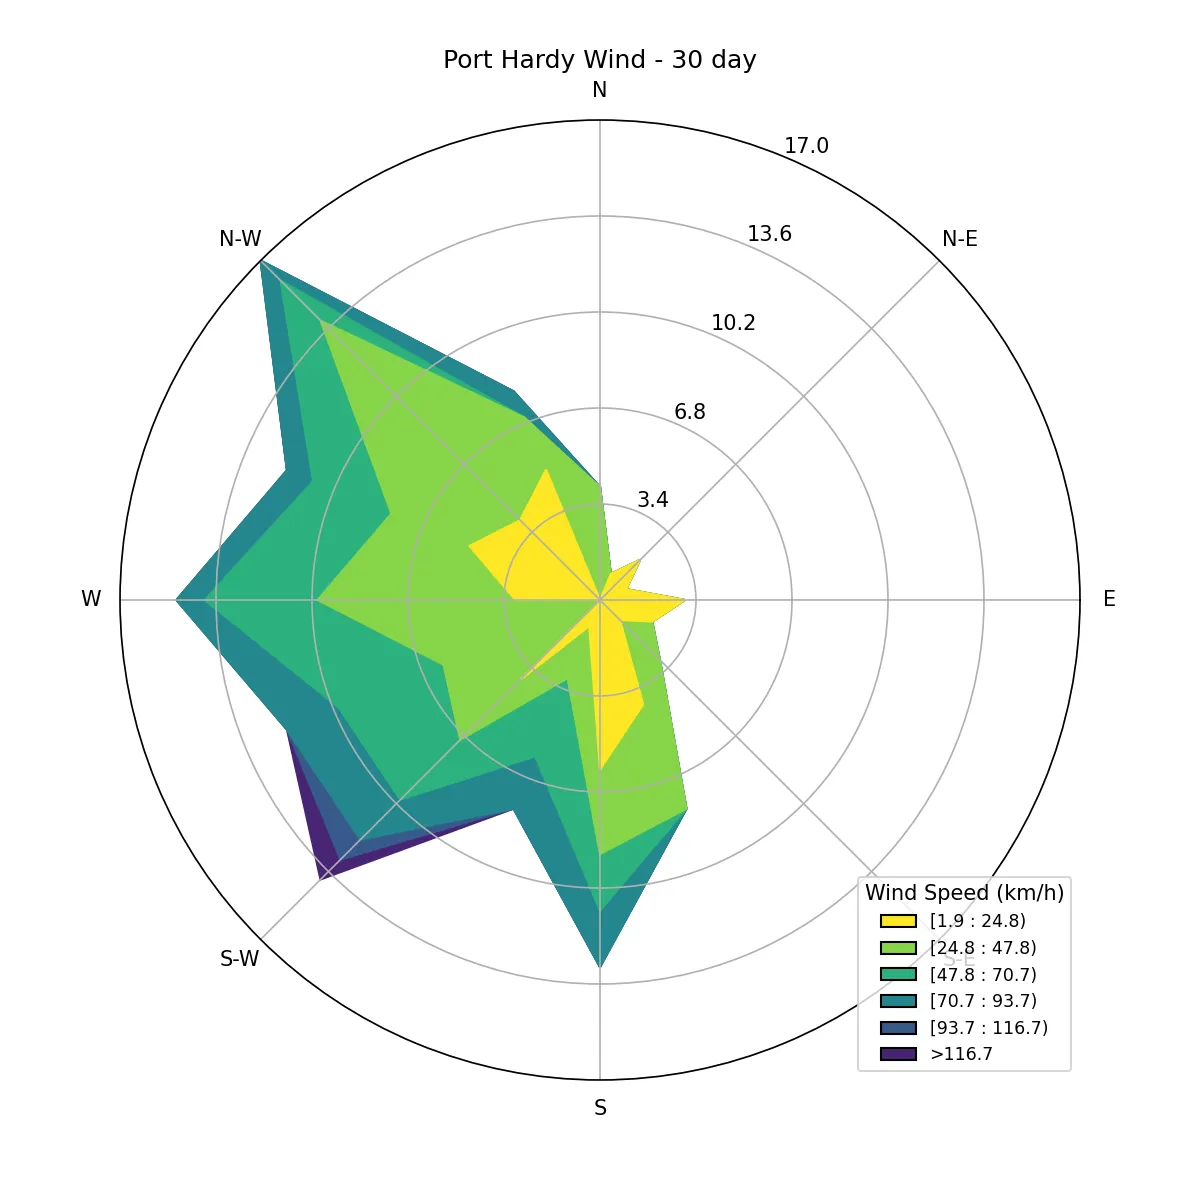 Port Hardy Wind - 30 day
N
17.0
13.6
N-W
N-E
10.2
6.8
3.4
W
E
S-W
S-E
S
Wind Speed (km/h)
[1.9 : 24.8)
[24.8 : 47.8)
[47.8 : 70.7)
[70.7 : 93.7)
[93.7 : 116.7)
>116.7